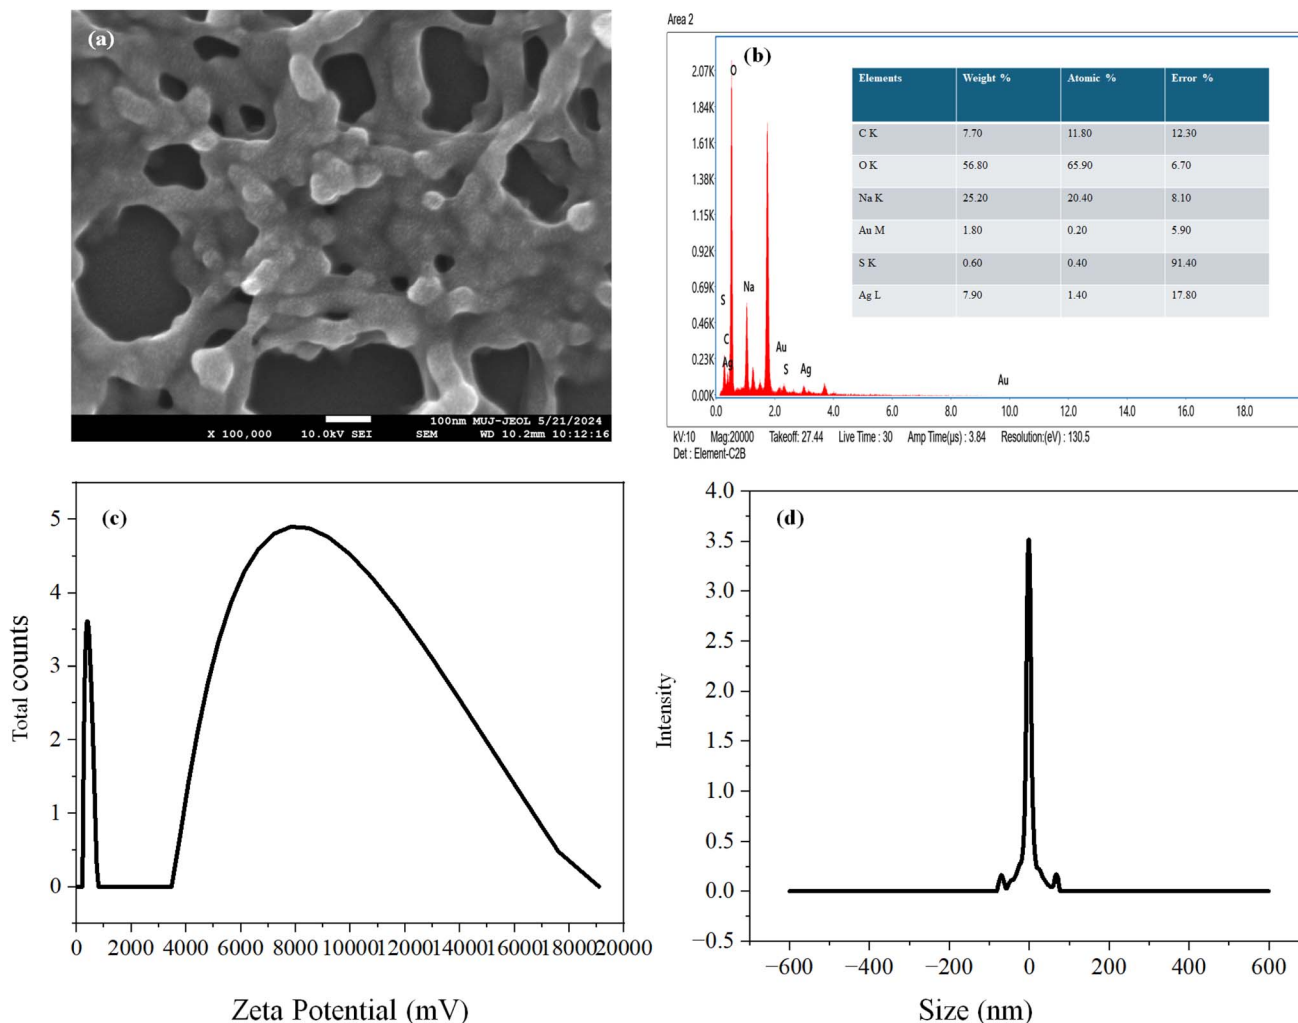 (a)
100nm MUJ-JEOL 5/21/2024
X 100,000 10.0kV SEI SEM WD 10.2mm 10:12:16
Area 2
(b)
Elements Weight % Atomic % Error %
C K 7.70 11.80 12.30
O K 56.80 65.90 6.70
Na K 25.20 20.40 8.10
Au M 1.80 0.20 5.90
S K 0.60 0.40 91.40
Ag L 7.90 1.40 17.80
2.07K
1.84K
1.61K
1.38K
1.15K
0.92K
0.69K
0.46K
0.23K
0.00K
O
S
C
Ag
Na
Au
S
Ag
Au
0.0 2.0 4.0 6.0 8.0 10.0 12.0 14.0 16.0 18.0
kV:10 Mag:20000 Takeoff: 27.44 Live Time : 30 Amp Time(µs) : 3.84 Resolution:(eV) : 130.5
Det : Element-C2B
(c)
Total counts
5
4
3
2
1
0
0 2000 4000 6000 8000 10000 12000 14000 16000 18000 20000
Zeta Potential (mV)
(d)
Intensity
4.0
3.5
3.0
2.5
2.0
1.5
1.0
0.5
0.0
−0.5
−600 −400 −200 0 200 400 600
Size (nm)